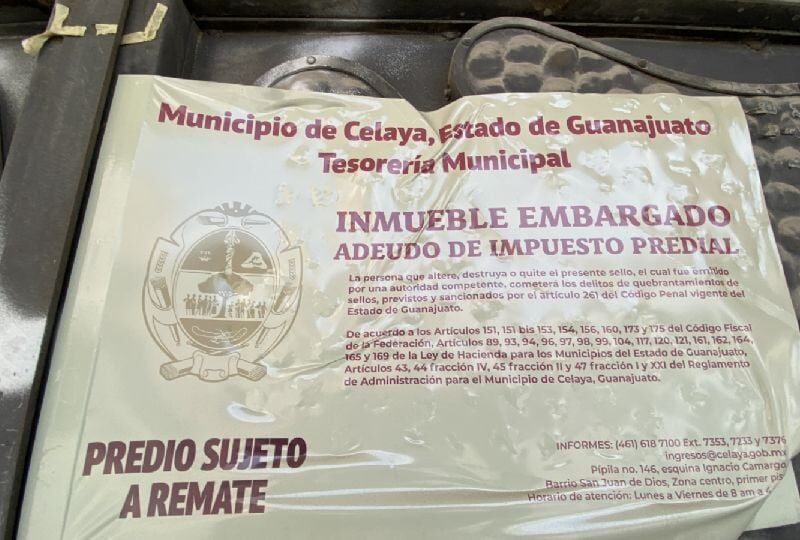 Municipio de Celaya, Estado de Guanajuato
Tesorería Municipal
INMUEBLE EMBARGADO
ADEUDO DE IMPUESTO PREDIAL
La persona que altere, destruya o quite el presente sello, el cual fue emitido
por una autoridad competente, cometerá los delitos de quebrantamientos de
sellos, previstos y sancionados por el artículo 261 del Código Penal vigente del
Estado de Guanajuato.
De acuerdo a los Artículos 151, 151 bis 153, 154, 156, 160, 173 y 175 del Código Fiscal
de la Federación, Artículos 89, 93, 94, 96, 97, 98, 99, 104, 117, 120, 121, 161, 162, 164,
165 y 169 de la Ley de Hacienda para los Municipios del Estado de Guanajuato,
Artículos 43, 44 fracción IV, 45 fracción II y 47 fracción I y XXI del Reglamento
de Administración para el Municipio de Celaya, Guanajuato.
PREDIO SUJETO
A REMATE
INFORMES: (461) 618 7100 Ext. 7353, 7233 y 7376
ingresos@celaya.gob.mx
Pípila no. 146, esquina Ignacio Camargo
Barrio San Juan de Dios, Zona centro, primer
Horario de atención: Lunes a Viernes de 8 am a